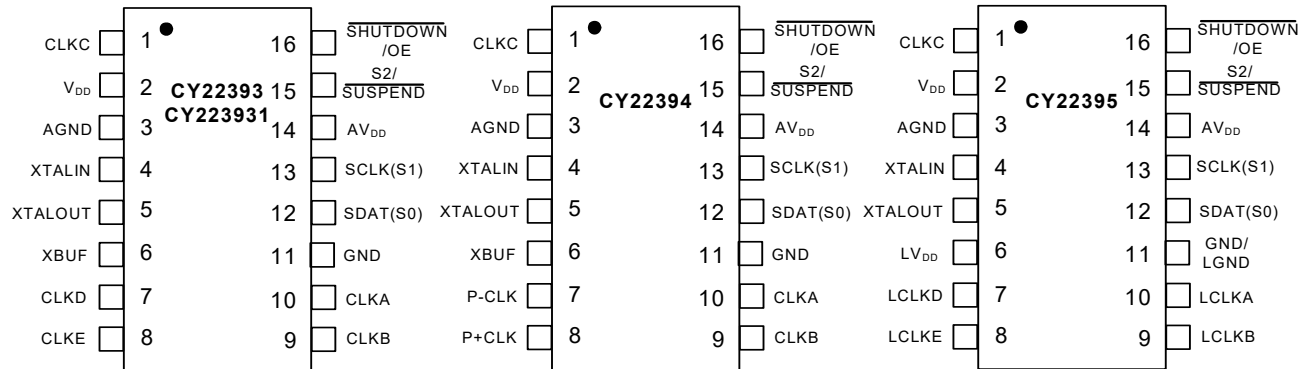 CLKC 1 16 SHUTDOWN
/OE
VDD 2 CY22393 15 S2/
CY223931 SUSPEND
AGND 3 14 AVDD
XTALIN 4 13 SCLK(S1)
XTALOUT 5 12 SDAT(S0)
XBUF 6 11 GND
CLKD 7 10 CLKA
CLKE 8 9 CLKB
CLKC 1 16 SHUTDOWN
/OE
VDD 2 CY22394 15 S2/
SUSPEND
AGND 3 14 AVDD
XTALIN 4 13 SCLK(S1)
XTALOUT 5 12 SDAT(S0)
XBUF 6 11 GND
P-CLK 7 10 CLKA
P+CLK 8 9 CLKB
CLKC 1 16 SHUTDOWN
/OE
VDD 2 CY22395 15 S2/
SUSPEND
AGND 3 14 AVDD
XTALIN 4 13 SCLK(S1)
XTALOUT 5 12 SDAT(S0)
LVDD 6 11 GND/
LGND
LCLKD 7 10 LCLKA
LCLKE 8 9 LCLKB